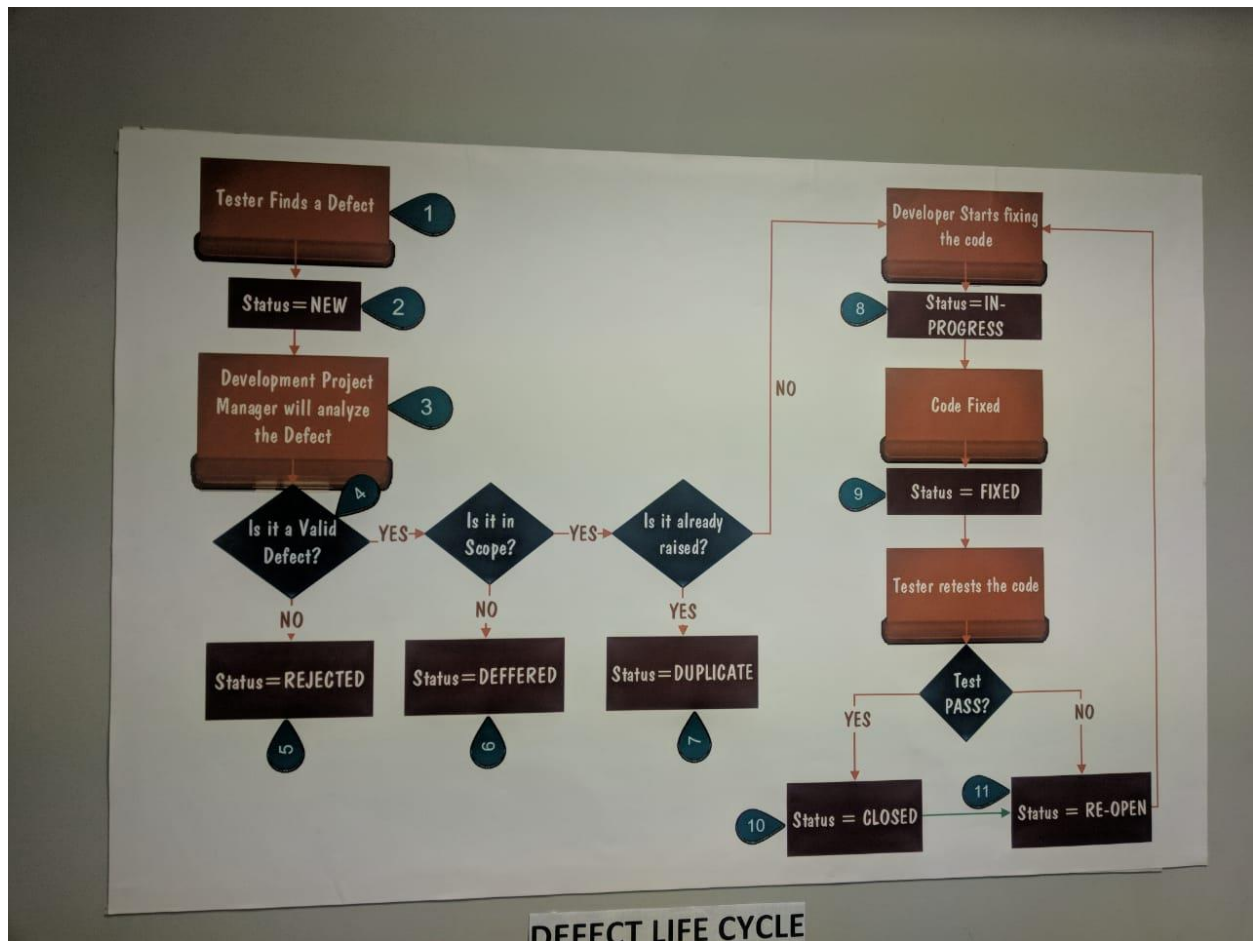 Tester Finds a Defect
1
Status=NEW
2
Development Project
Manager will analyze
the Defect
3
4
Is it a Valid
Defect?
YES
Is it in
Scope?
YES
Is it already
raised?
NO
NO
NO
YES
Status=REJECTED
Status=DEFFERED
Status=DUPLICATE
5
6
7
Developer Starts fixing
the code
8
Status=IN-
PROGRESS
Code Fixed
9
Status = FIXED
Tester retests the code
Test
PASS?
YES
NO
10
Status = CLOSED
11
Status = RE-OPEN
DEFECT LIFE CYCLE